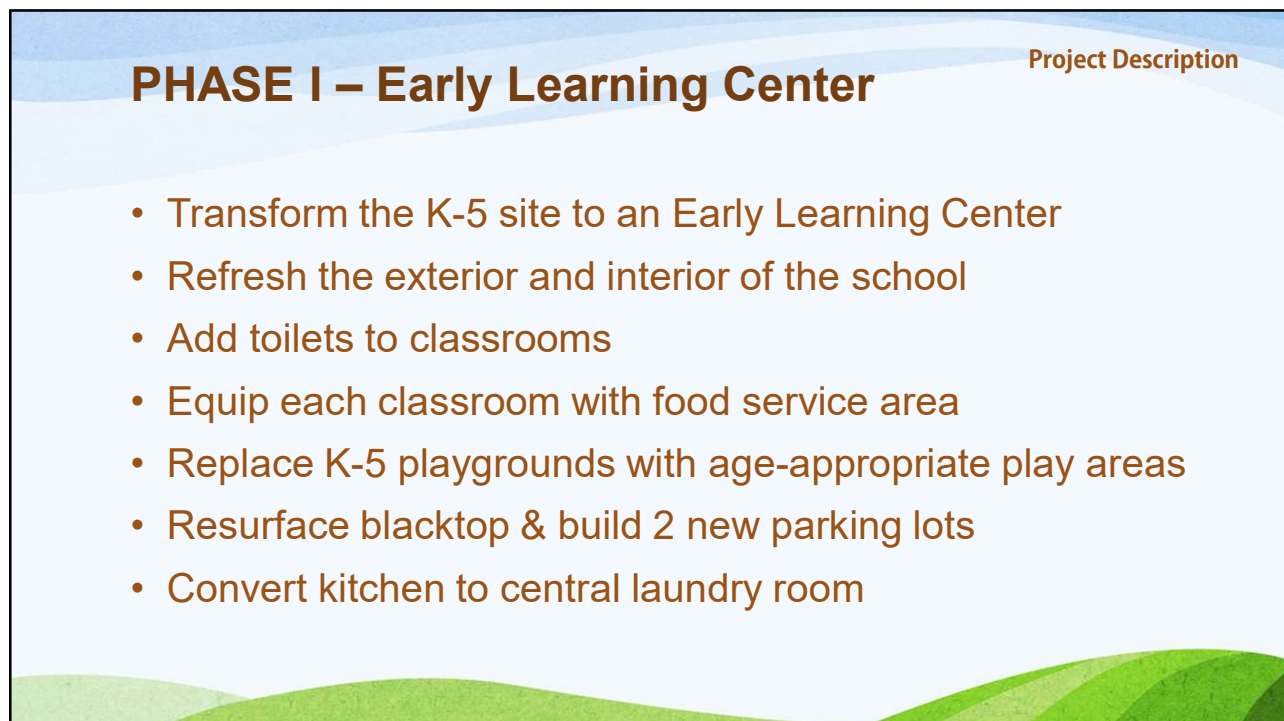 Project Description
PHASE I – Early Learning Center
• Transform the K-5 site to an Early Learning Center
• Refresh the exterior and interior of the school
• Add toilets to classrooms
• Equip each classroom with food service area
• Replace K-5 playgrounds with age-appropriate play areas
• Resurface blacktop & build 2 new parking lots
• Convert kitchen to central laundry room